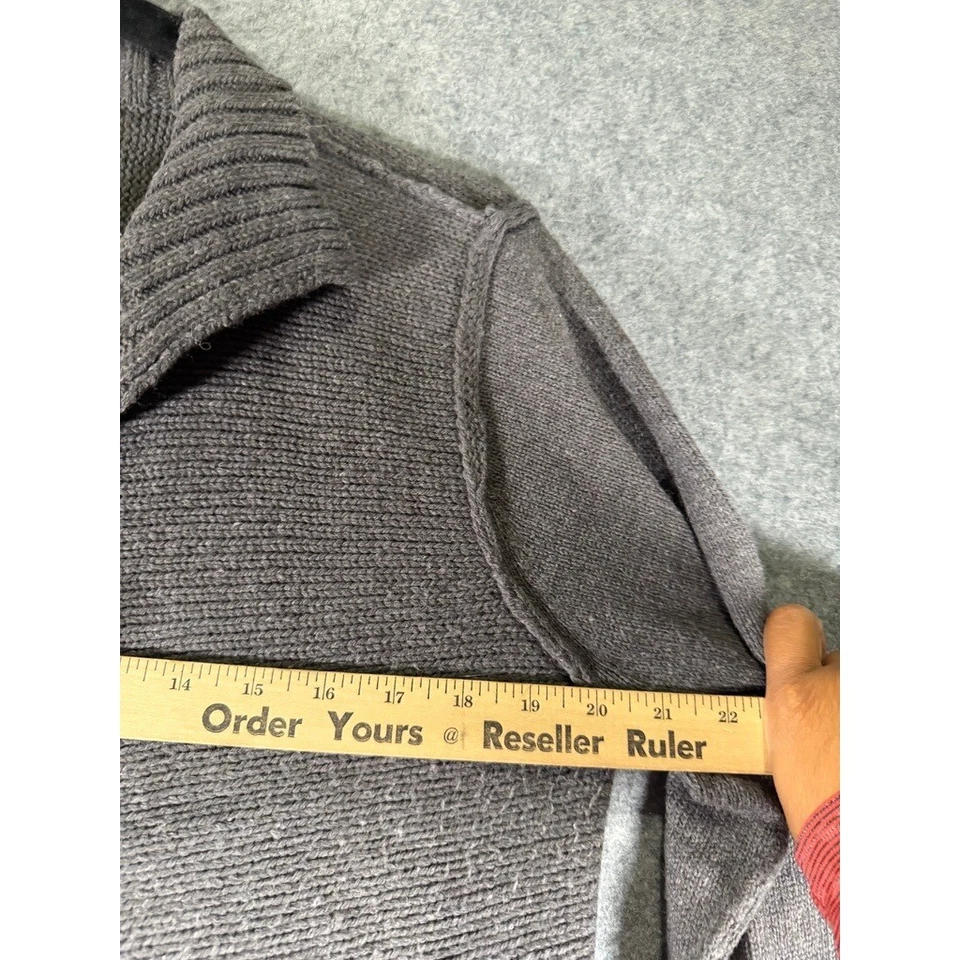 14 15 16 17 18 19 20 21 22
Order Yours @ Reseller Ruler